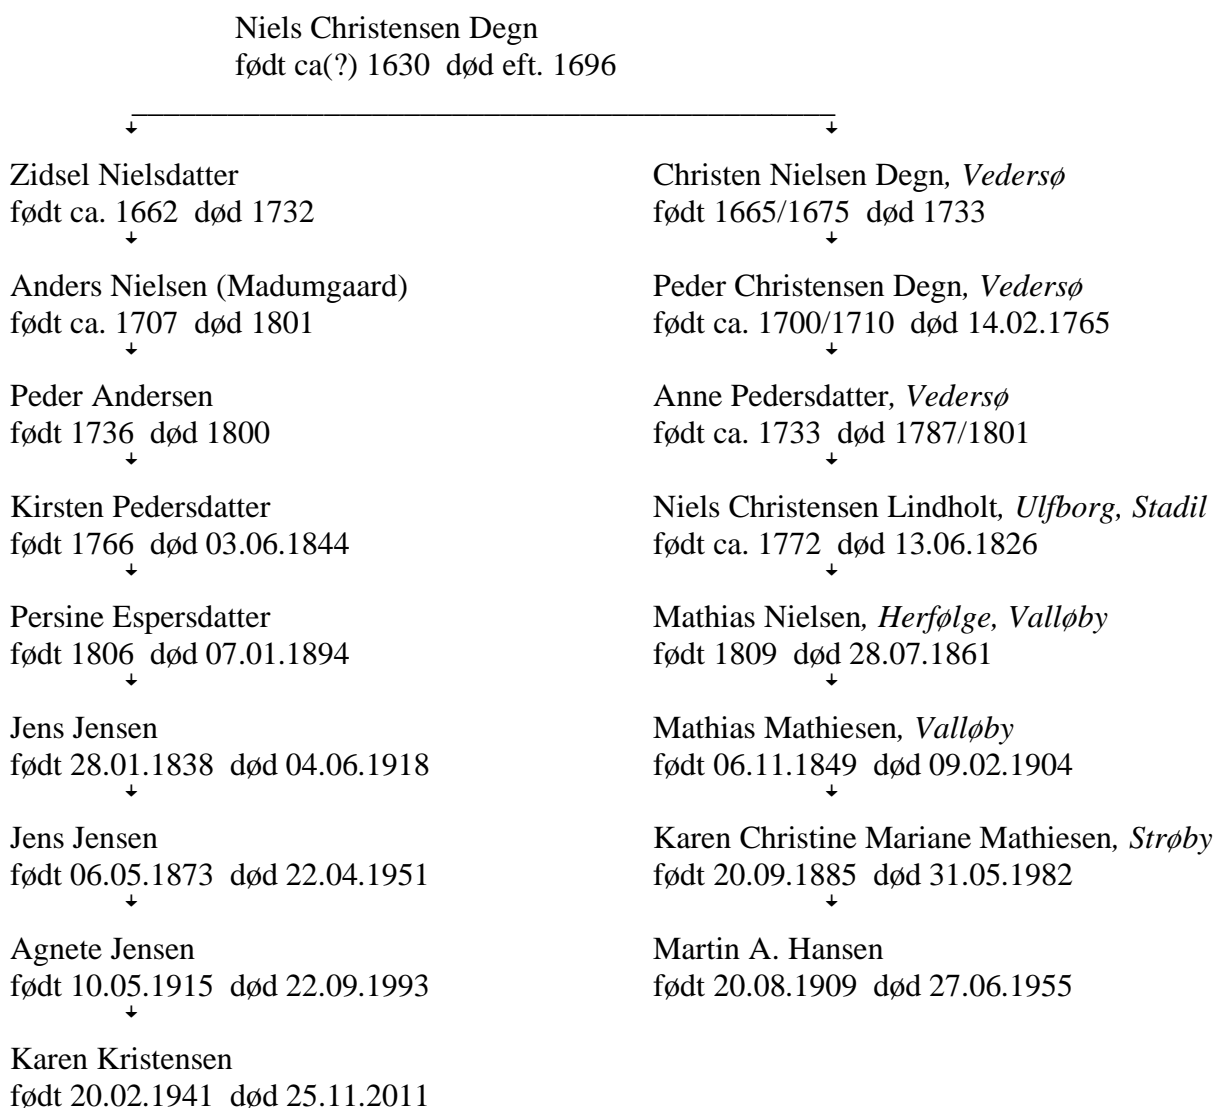 Niels Christensen Degn
født ca(?) 1630 død eft. 1696
Zidsel Nielsdatter
født ca. 1662 død 1732
Anders Nielsen (Madumgaard)
født ca. 1707 død 1801
Peder Andersen
født 1736 død 1800
Kirsten Pedersdatter
født 1766 død 03.06.1844
Persine Espersdatter
født 1806 død 07.01.1894
Jens Jensen
født 28.01.1838 død 04.06.1918
Jens Jensen
født 06.05.1873 død 22.04.1951
Agnete Jensen
født 10.05.1915 død 22.09.1993
Karen Kristensen
født 20.02.1941 død 25.11.2011
Christen Nielsen Degn, Vedersø
født 1665/1675 død 1733
Peder Christensen Degn, Vedersø
født ca. 1700/1710 død 14.02.1765
Anne Pedersdatter, Vedersø
født ca. 1733 død 1787/1801
Niels Christensen Lindholt, Ulfborg, Stadil
født ca. 1772 død 13.06.1826
Mathias Nielsen, Herfølge, Valløby
født 1809 død 28.07.1861
Mathias Mathiesen, Valløby
født 06.11.1849 død 09.02.1904
Karen Christine Mariane Mathiesen, Strøby
født 20.09.1885 død 31.05.1982
Martin A. Hansen
født 20.08.1909 død 27.06.1955